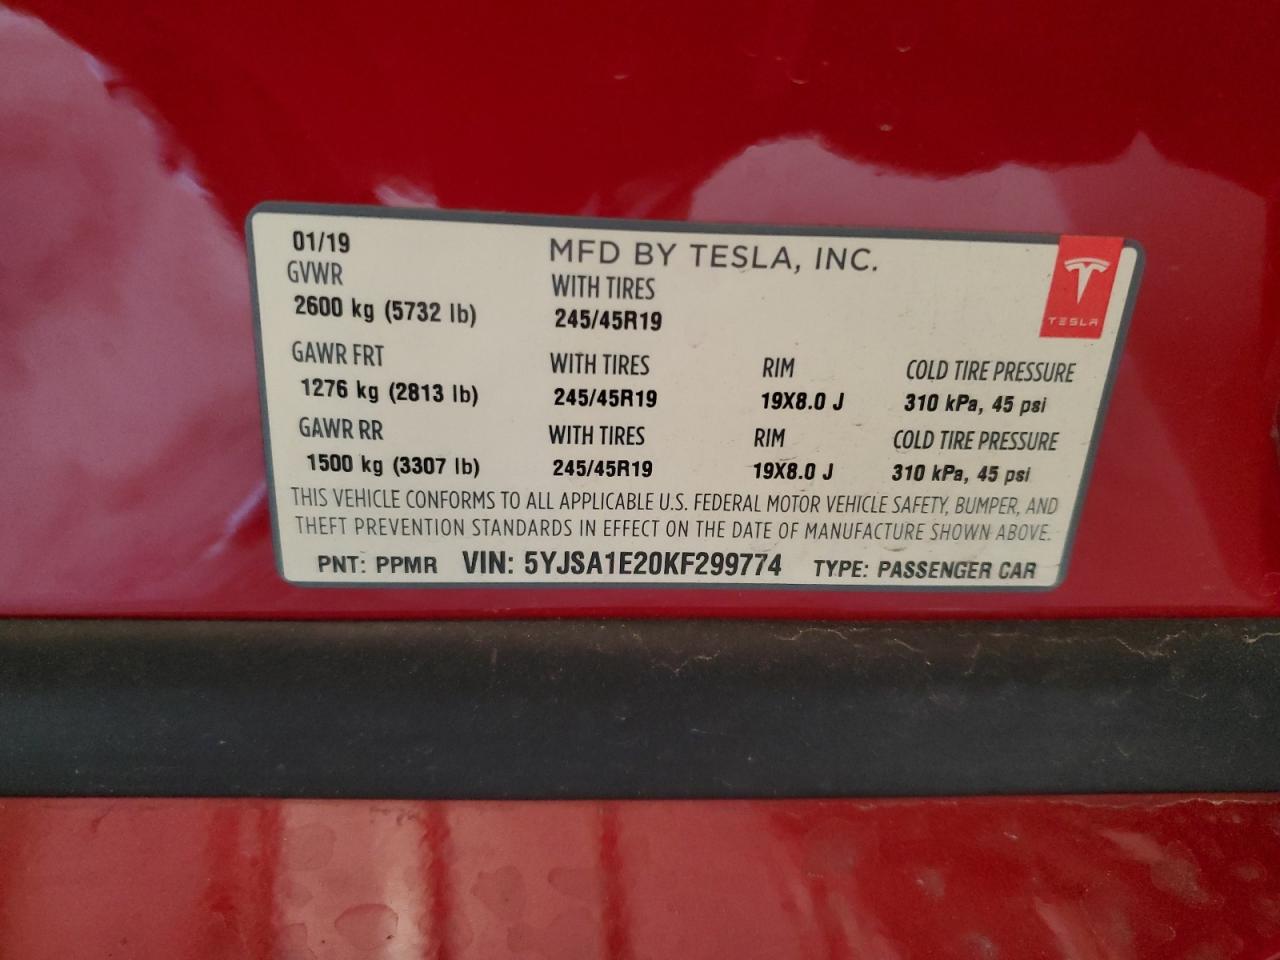 01/19 MFD BY TESLA, INC.
GVWR WITH TIRES
2600 kg (5732 lb) 245/45R19
TESLA
GAWR FRT WITH TIRES RIM COLD TIRE PRESSURE
1276 kg (2813 lb) 245/45R19 19X8.0 J 310 kPa, 45 psi
GAWR RR WITH TIRES RIM COLD TIRE PRESSURE
1500 kg (3307 lb) 245/45R19 19X8.0 J 310 kPa, 45 psi
THIS VEHICLE CONFORMS TO ALL APPLICABLE U.S. FEDERAL MOTOR VEHICLE SAFETY, BUMPER, AND
THEFT PREVENTION STANDARDS IN EFFECT ON THE DATE OF MANUFACTURE SHOWN ABOVE.
PNT: PPMR VIN: 5YJSA1E20KF299774 TYPE: PASSENGER CAR